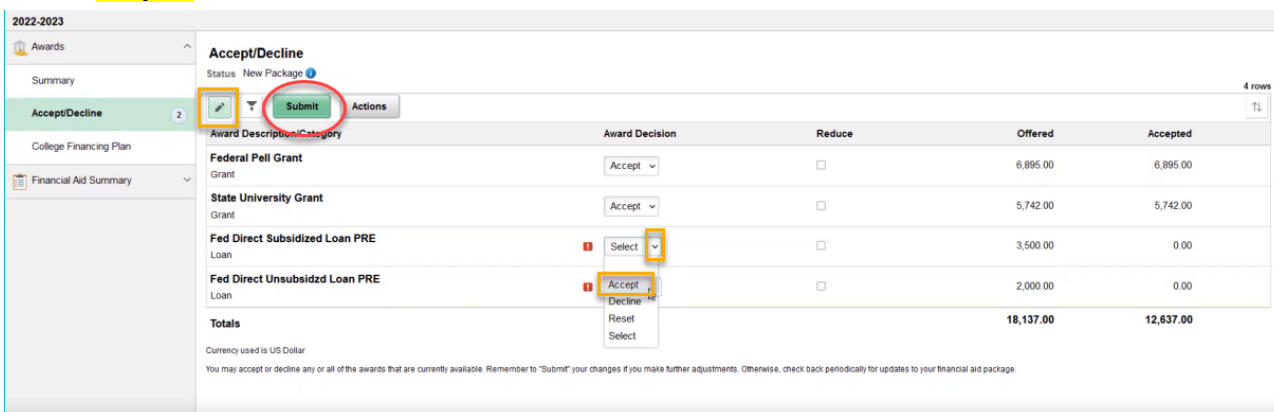 2022-2023
Awards
Summary
Accept/Decline 2
College Financing Plan
Financial Aid Summary
Accept/Decline
Status New Package
4 rows
Submit Actions
Award Description/Category Award Decision Reduce Offered Accepted
Federal Pell Grant
Grant
Accept 6,895.00 6,895.00
State University Grant
Grant
Accept 5,742.00 5,742.00
Fed Direct Subsidized Loan PRE
Loan
Select 3,500.00 0.00
Fed Direct Unsubsidzd Loan PRE
Loan
2,000.00 0.00
Accept
Decline
Reset
Select
Totals 18,137.00 12,637.00
Currency used is US Dollar
You may accept or decline any or all of the awards that are currently available. Remember to "Submit" your changes if you make further adjustments. Otherwise, check back periodically for updates to your financial aid package.